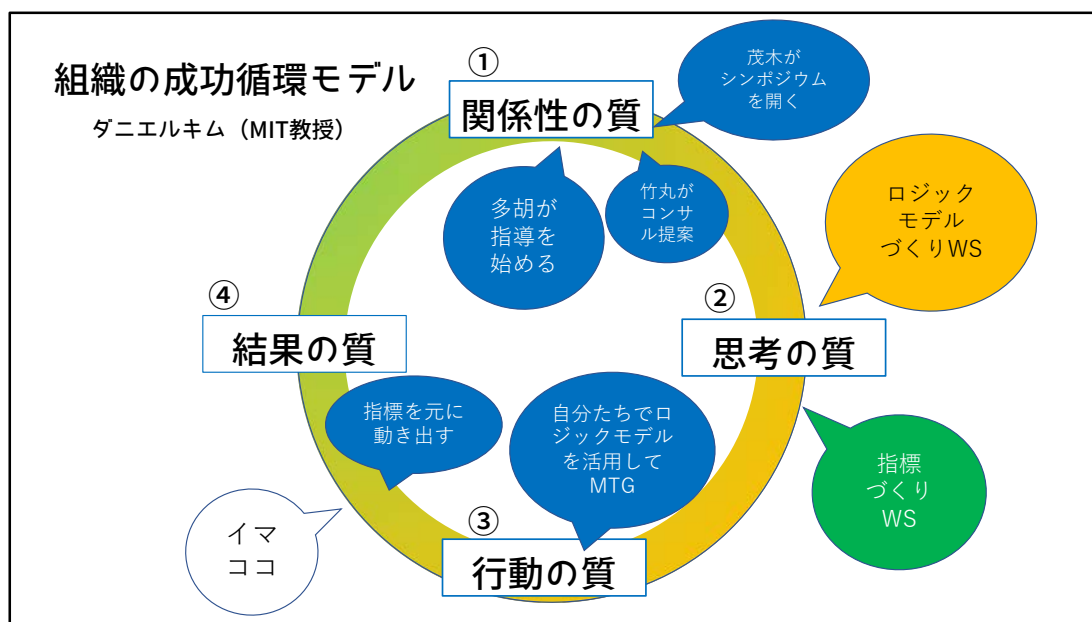 組織の成功循環モデル
ダニエルキム（MIT教授）
①
関係性の質
茂木が
シンポジウム
を開く
多胡が
指導を
始める
竹丸が
コンサ
ル提案
ロジック
モデル
づくりWS
②
思考の質
④
結果の質
指標を元に
動き出す
自分たちでロ
ジックモデル
を活用して
MTG
指標
づくり
WS
イマ
ココ
③
行動の質